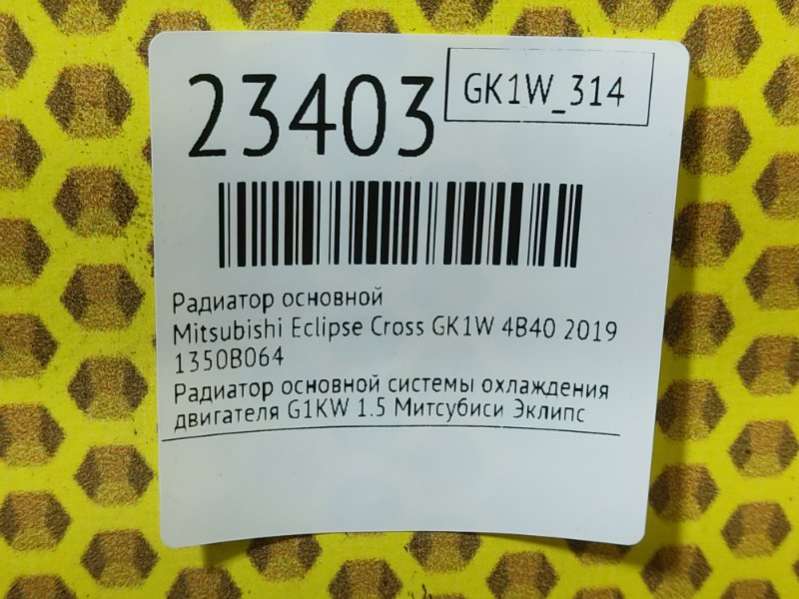 23403
GK1W_314
Радиатор основной
Mitsubishi Eclipse Cross GK1W 4B40 2019
1350B064
Радиатор основной системы охлаждения
двигателя G1KW 1.5 Митсубиси Эклипс